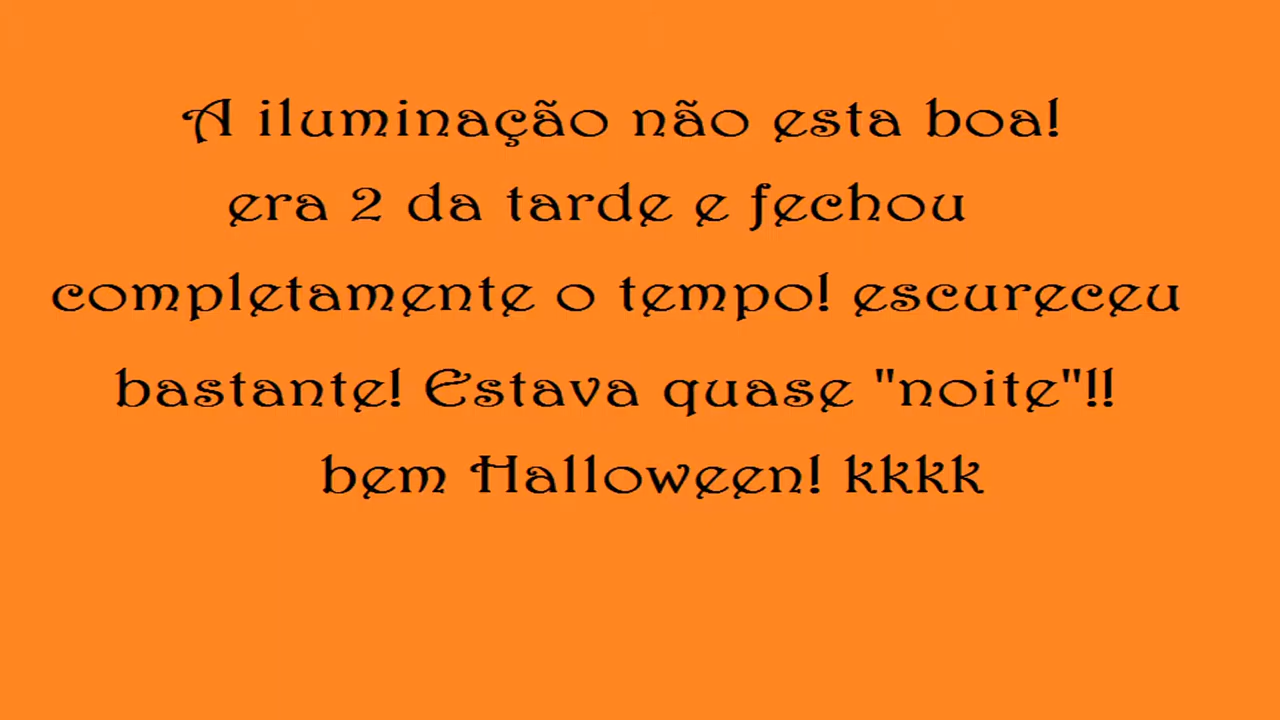 A iluminação não esta boa!
era 2 da tarde e fechou
completamente o tempo! escureceu
bastante! Estava quase "noite"!!
bem Halloween! kkkk